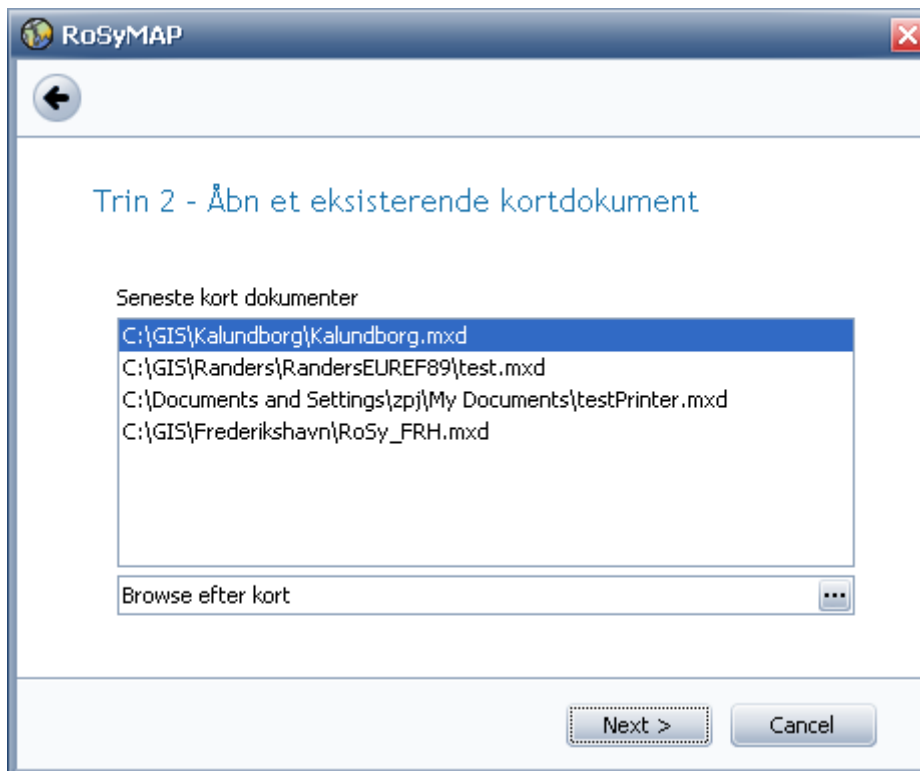 RoSyMAP
Trin 2 - Åbn et eksisterende kortdokument
Seneste kort dokumenter
C:\GIS\Kalundborg\Kalundborg.mxd
C:\GIS\Randers\RandersEUREF89\test.mxd
C:\Documents and Settings\zpj\My Documents\testPrinter.mxd
C:\GIS\Frederikshavn\RoSy_FRH.mxd
Browse efter kort ...
Next > Cancel